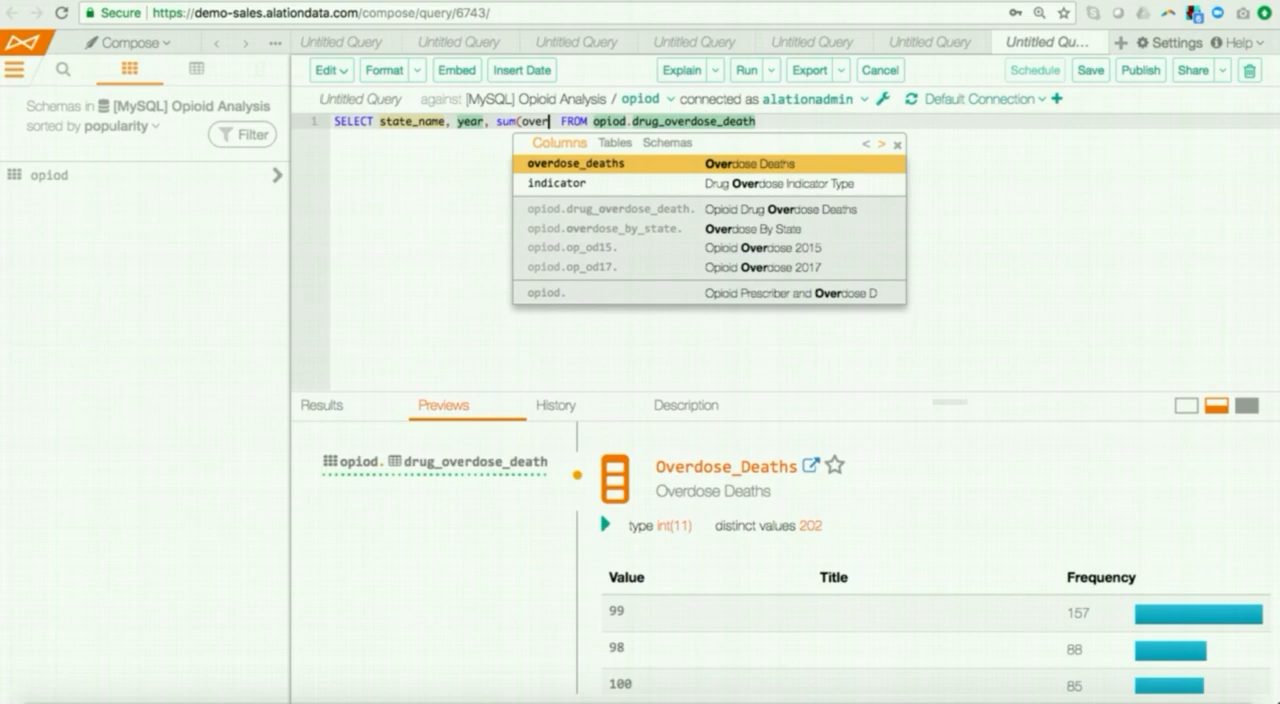 Secure | https://demo-sales.alationdata.com/compose/query/6743/
Compose
Untitled Query
Untitled Query
Untitled Query
Untitled Query
Untitled Query
Untitled Query
Untitled Qu...
Settings
Help
Edit
Format
Embed
Insert Date
Explain
Run
Export
Cancel
Schedule
Save
Publish
Share
Schemas in [MySQL] Opioid Analysis
sorted by popularity
Filter
opiod
Untitled Query against [MySQL] Opioid Analysis / opiod connected as alationadmin Default Connection
1 SELECT state_name, year, sum(over FROM opiod.drug_overdose_death
Columns Tables Schemas < > x
overdose_deaths Overdose Deaths
indicator Drug Overdose Indicator Type
opiod.drug_overdose_death. Opioid Drug Overdose Deaths
opiod.overdose_by_state. Overdose By State
opiod.op_od15. Opioid Overdose 2015
opiod.op_od17. Opioid Overdose 2017
opiod. Opioid Prescriber and Overdose D
Results Previews History Description
opiod. drug_overdose_death
Overdose_Deaths
Overdose Deaths
type int(11) distinct values 202
Value Title Frequency
99 157
98 88
100 85